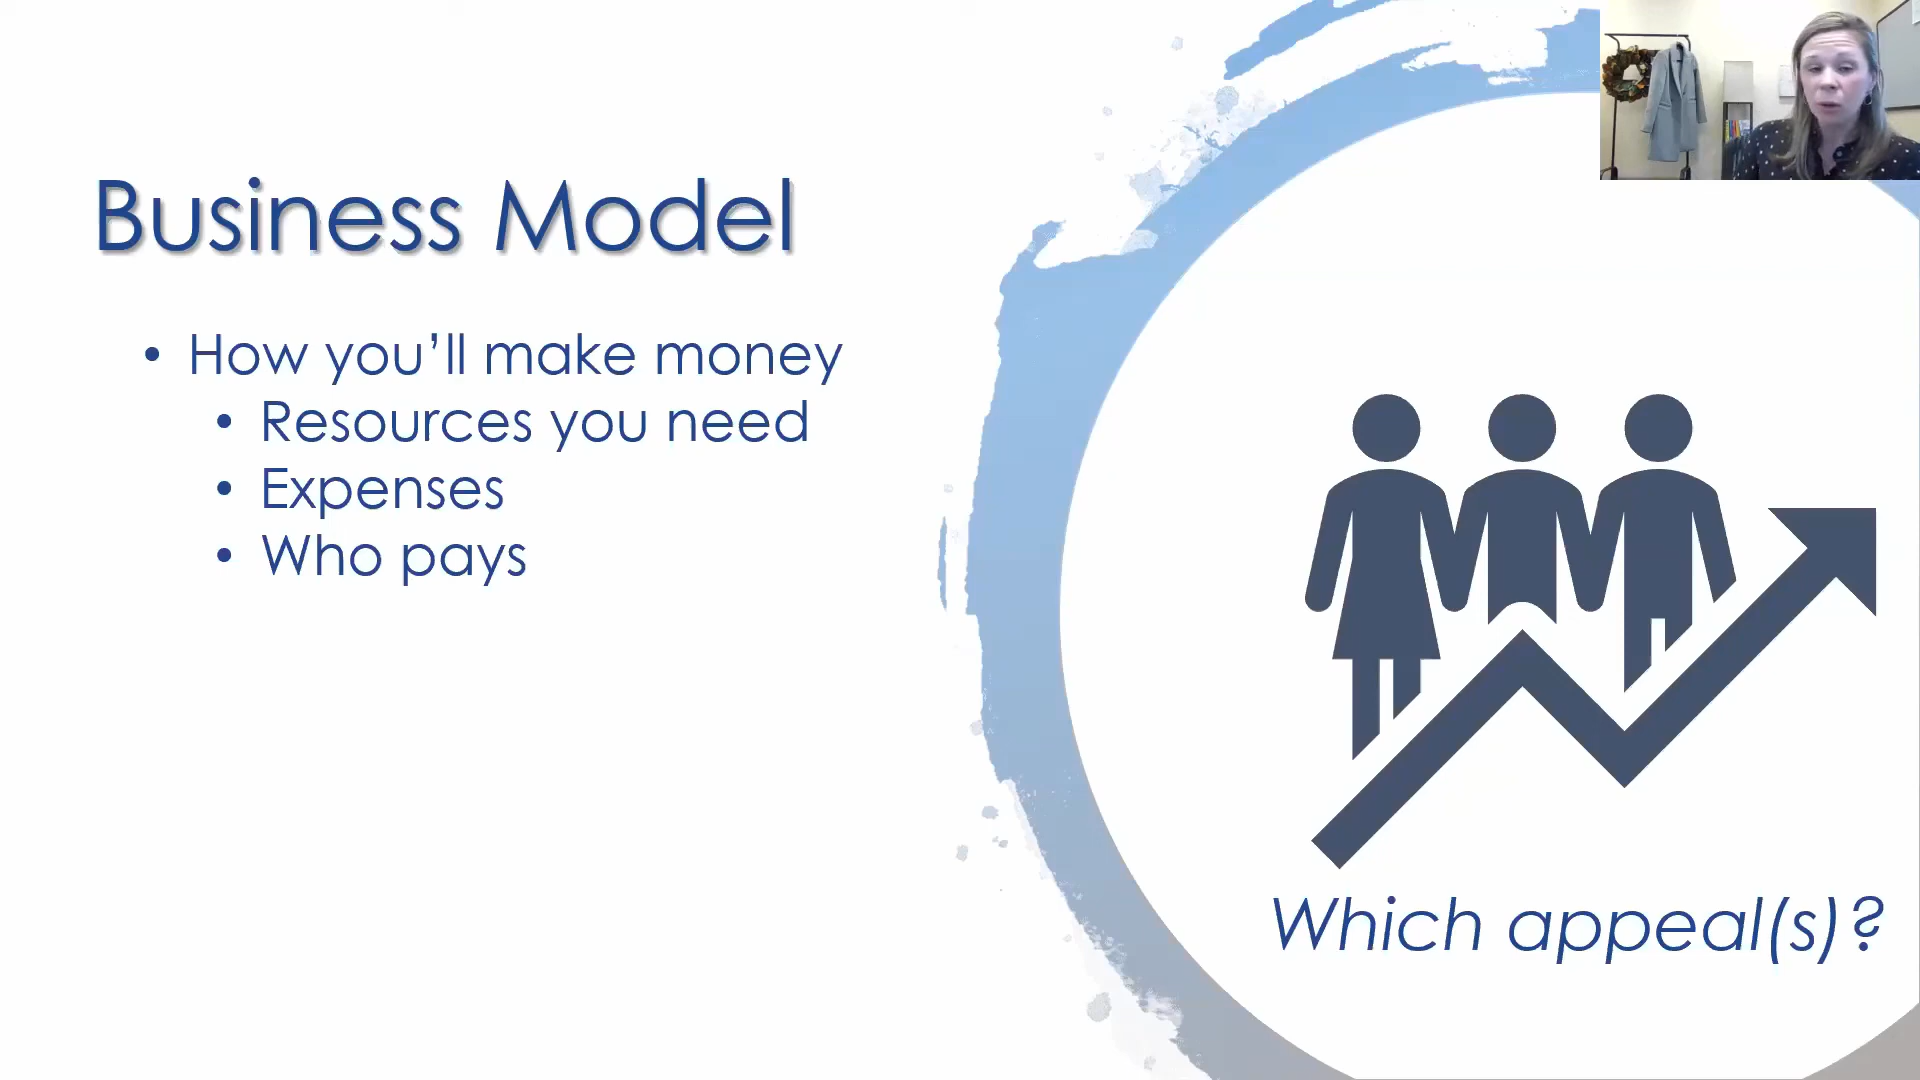 Business Model
• How you’ll make money
• Resources you need
• Expenses
• Who pays
Which appeal(s)?